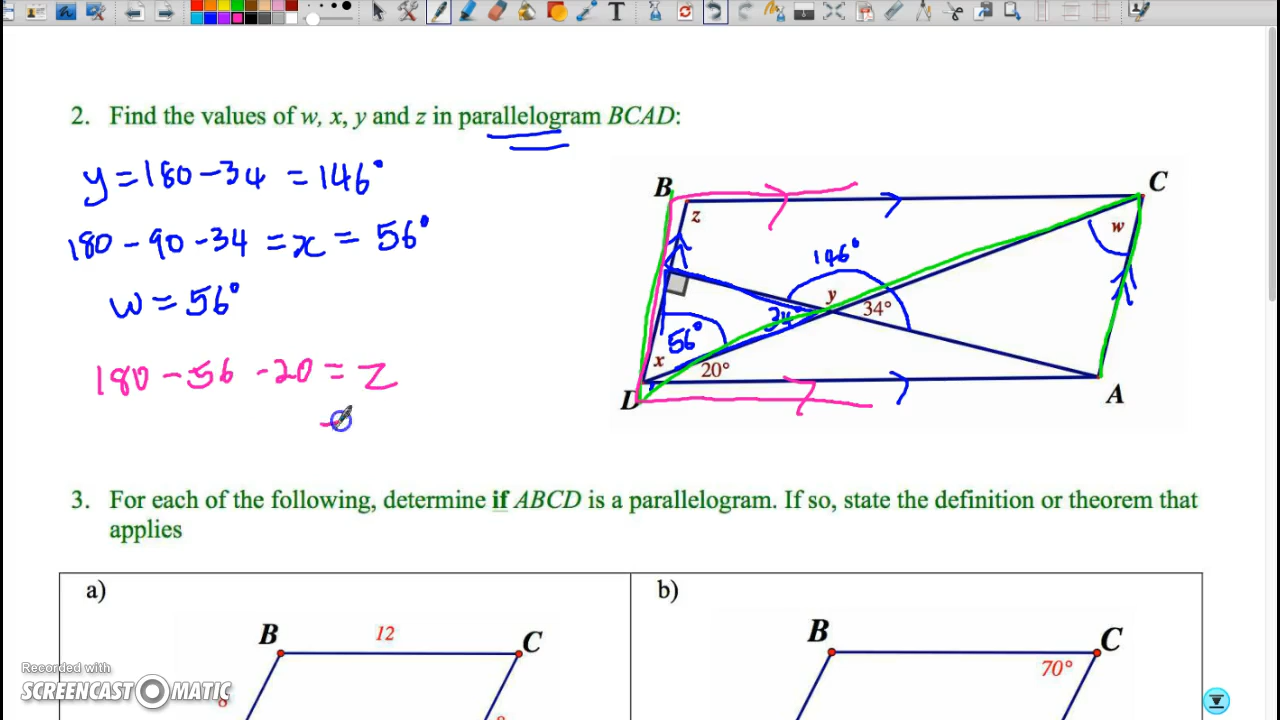 2. Find the values of w, x, y and z in parallelogram BCAD:
y = 180 - 34 = 146°
180 - 90 - 34 = x = 56°
w = 56°
180 - 56 - 20 = z
B
C
z
w
146°
y
34°
34°
56°
x
20°
D
A
3. For each of the following, determine if ABCD is a parallelogram. If so, state the definition or theorem that
applies
a)
b)
B
12
C
B
C
70°
Recorded with
SCREENCAST MATIC